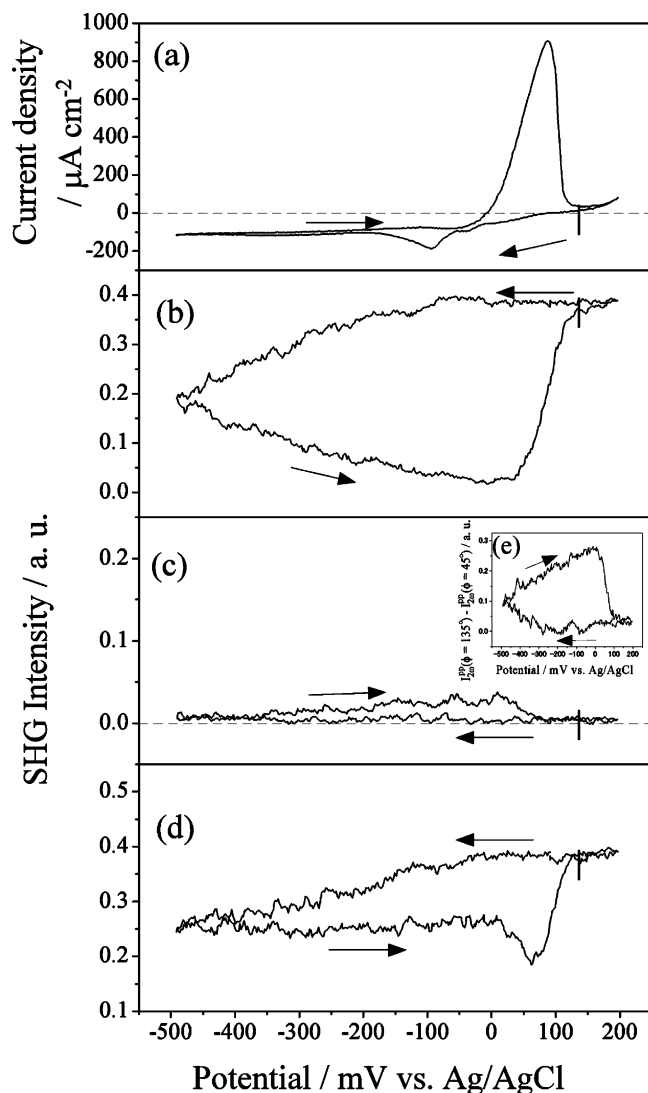 (a)
1000
800
600
400
200
0
-200
Current density
/ μA cm-2
(b)
0.4
0.3
0.2
0.1
0.0
(c)
0.2
0.1
0.0
(e)
0.3
0.2
0.1
0.0
-500 -400 -300 -200 -100 0 100 200
Potential / mV vs. Ag/AgCl
I2ωpp(ϕ = 135°) - I2ωpp(ϕ = 45°) / a. u.
SHG Intensity / a. u.
(d)
0.5
0.4
0.3
0.2
0.1
-500 -400 -300 -200 -100 0 100 200
Potential / mV vs. Ag/AgCl